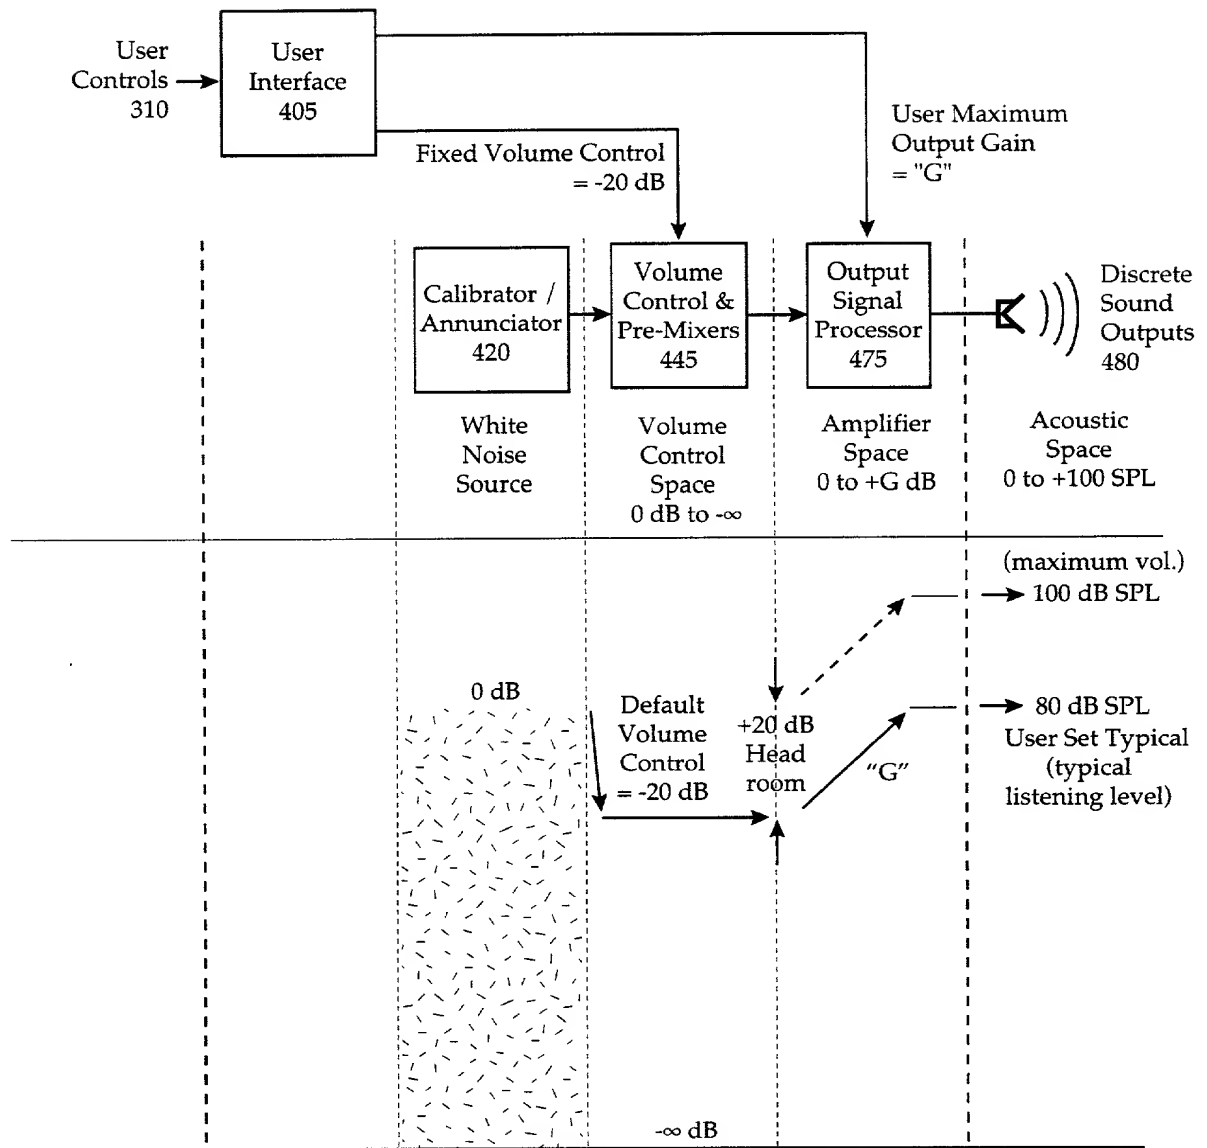 User
Controls
310
User
Interface
405
Fixed Volume Control
= -20 dB
User Maximum
Output Gain
= "G"
Calibrator /
Annunciator
420
Volume
Control &
Pre-Mixers
445
Output
Signal
Processor
475
Discrete
Sound
Outputs
480
White
Noise
Source
Volume
Control
Space
0 dB to -∞
Amplifier
Space
0 to +G dB
Acoustic
Space
0 to +100 SPL
(maximum vol.)
100 dB SPL
0 dB
Default
Volume
Control
= -20 dB
+20 dB
Head
room
"G"
80 dB SPL
User Set Typical
(typical
listening level)
-∞ dB